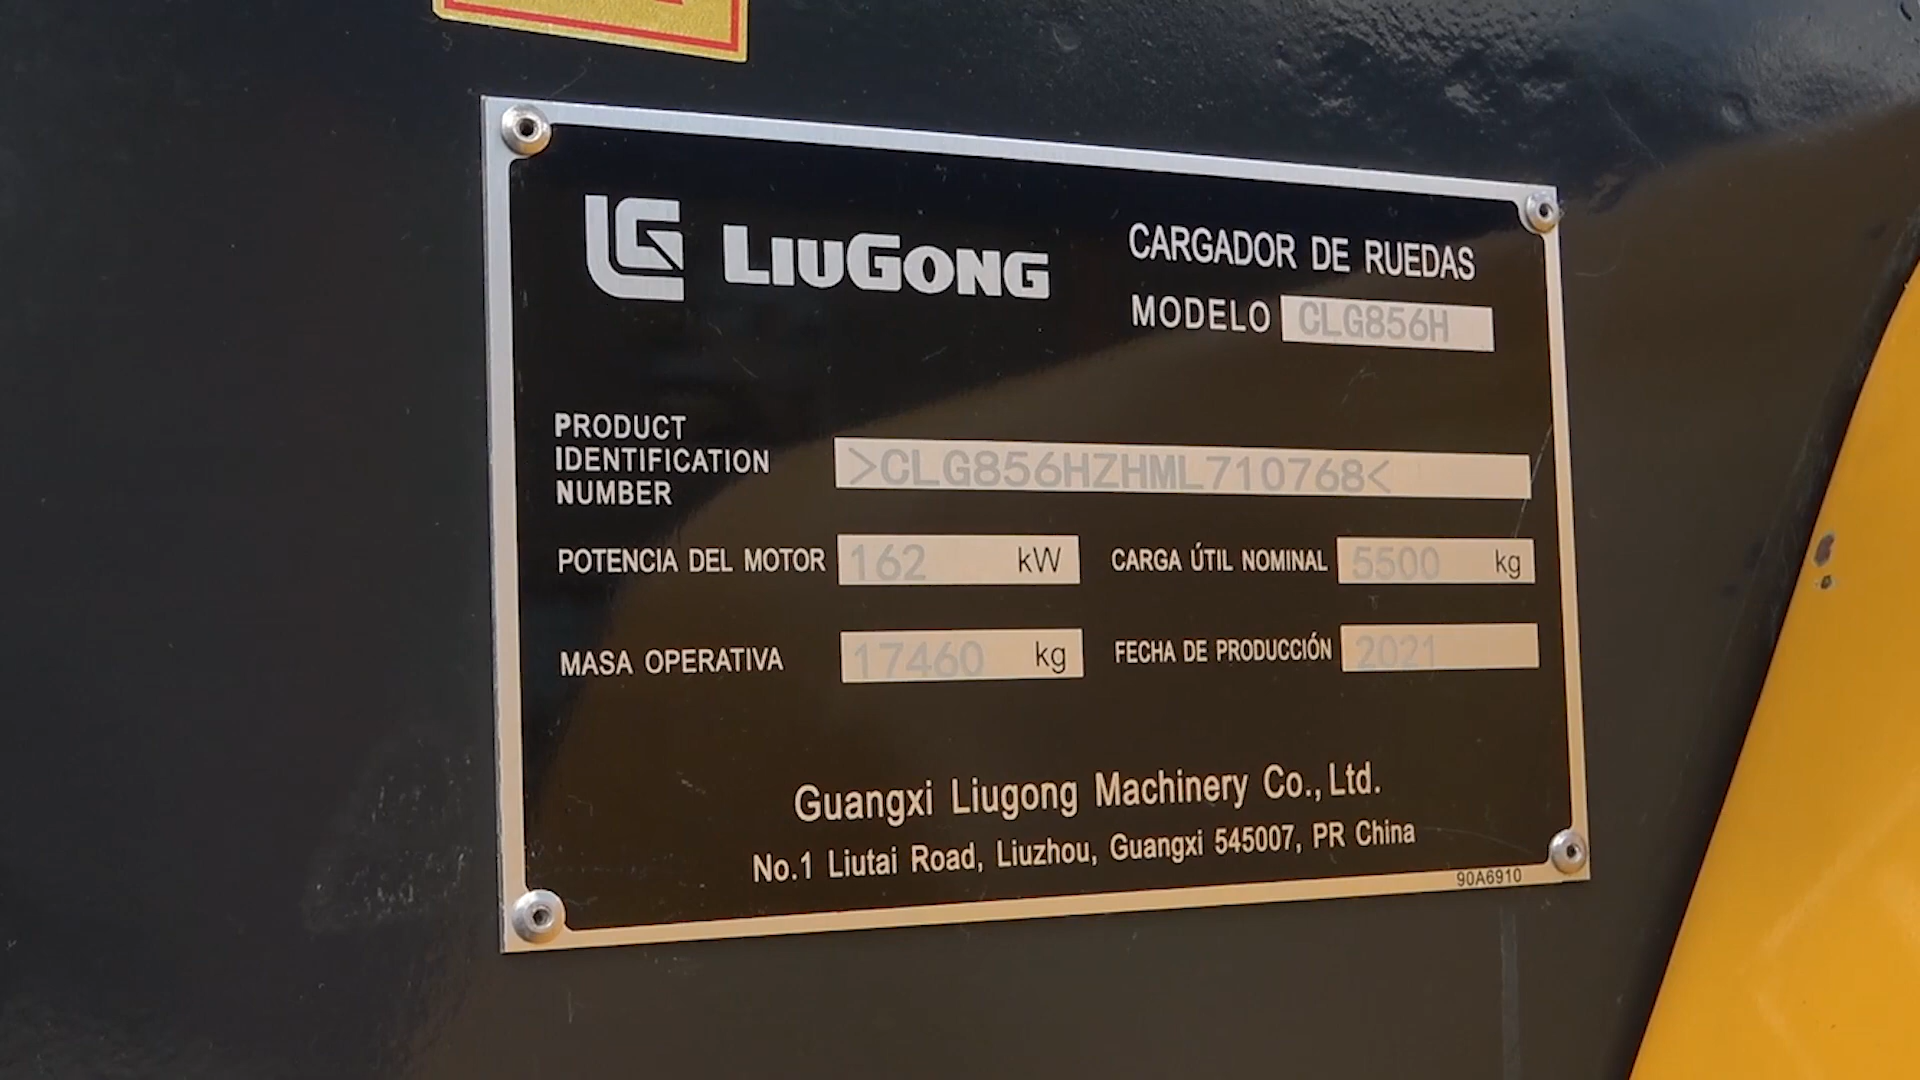 LIUGONG
CARGADOR DE RUEDAS
MODELO CLG856H
PRODUCT
IDENTIFICATION
NUMBER
>CLG856HZHML710768<
POTENCIA DEL MOTOR 162 kW CARGA ÚTIL NOMINAL 5500 kg
MASA OPERATIVA 17460 kg FECHA DE PRODUCCIÓN 2021
Guangxi Liugong Machinery Co., Ltd.
No.1 Liutai Road, Liuzhou, Guangxi 545007, PR China
90A6910